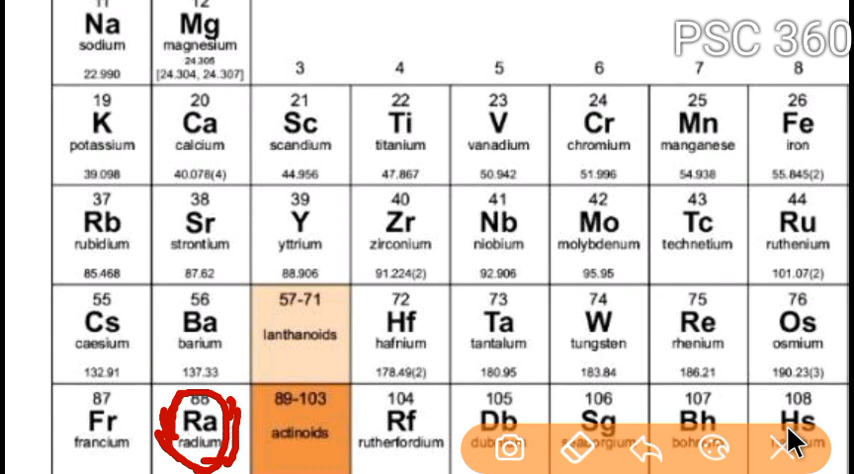 11 12
Na Mg
sodium magnesium
24.305
22.990 [24.304, 24.307]
PSC 360
3 4 5 6 7 8
19 20 21 22 23 24 25 26
K Ca Sc Ti V Cr Mn Fe
potassium calcium scandium titanium vanadium chromium manganese iron
39.098 40.078(4) 44.956 47.867 50.942 51.996 54.938 55.845(2)
37 38 39 40 41 42 43 44
Rb Sr Y Zr Nb Mo Tc Ru
rubidium strontium yttrium zirconium niobium molybdenum technetium ruthenium
85.468 87.62 88.906 91.224(2) 92.906 95.95 101.07(2)
55 56 57-71 72 73 74 75 76
Cs Ba lanthanoids Hf Ta W Re Os
caesium barium hafnium tantalum tungsten rhenium osmium
132.91 137.33 178.49(2) 180.95 183.84 186.21 190.23(3)
87 88 89-103 104 105 106 107 108
Fr Ra actinoids Rf Db Sg Bh Hs
francium radium rutherfordium